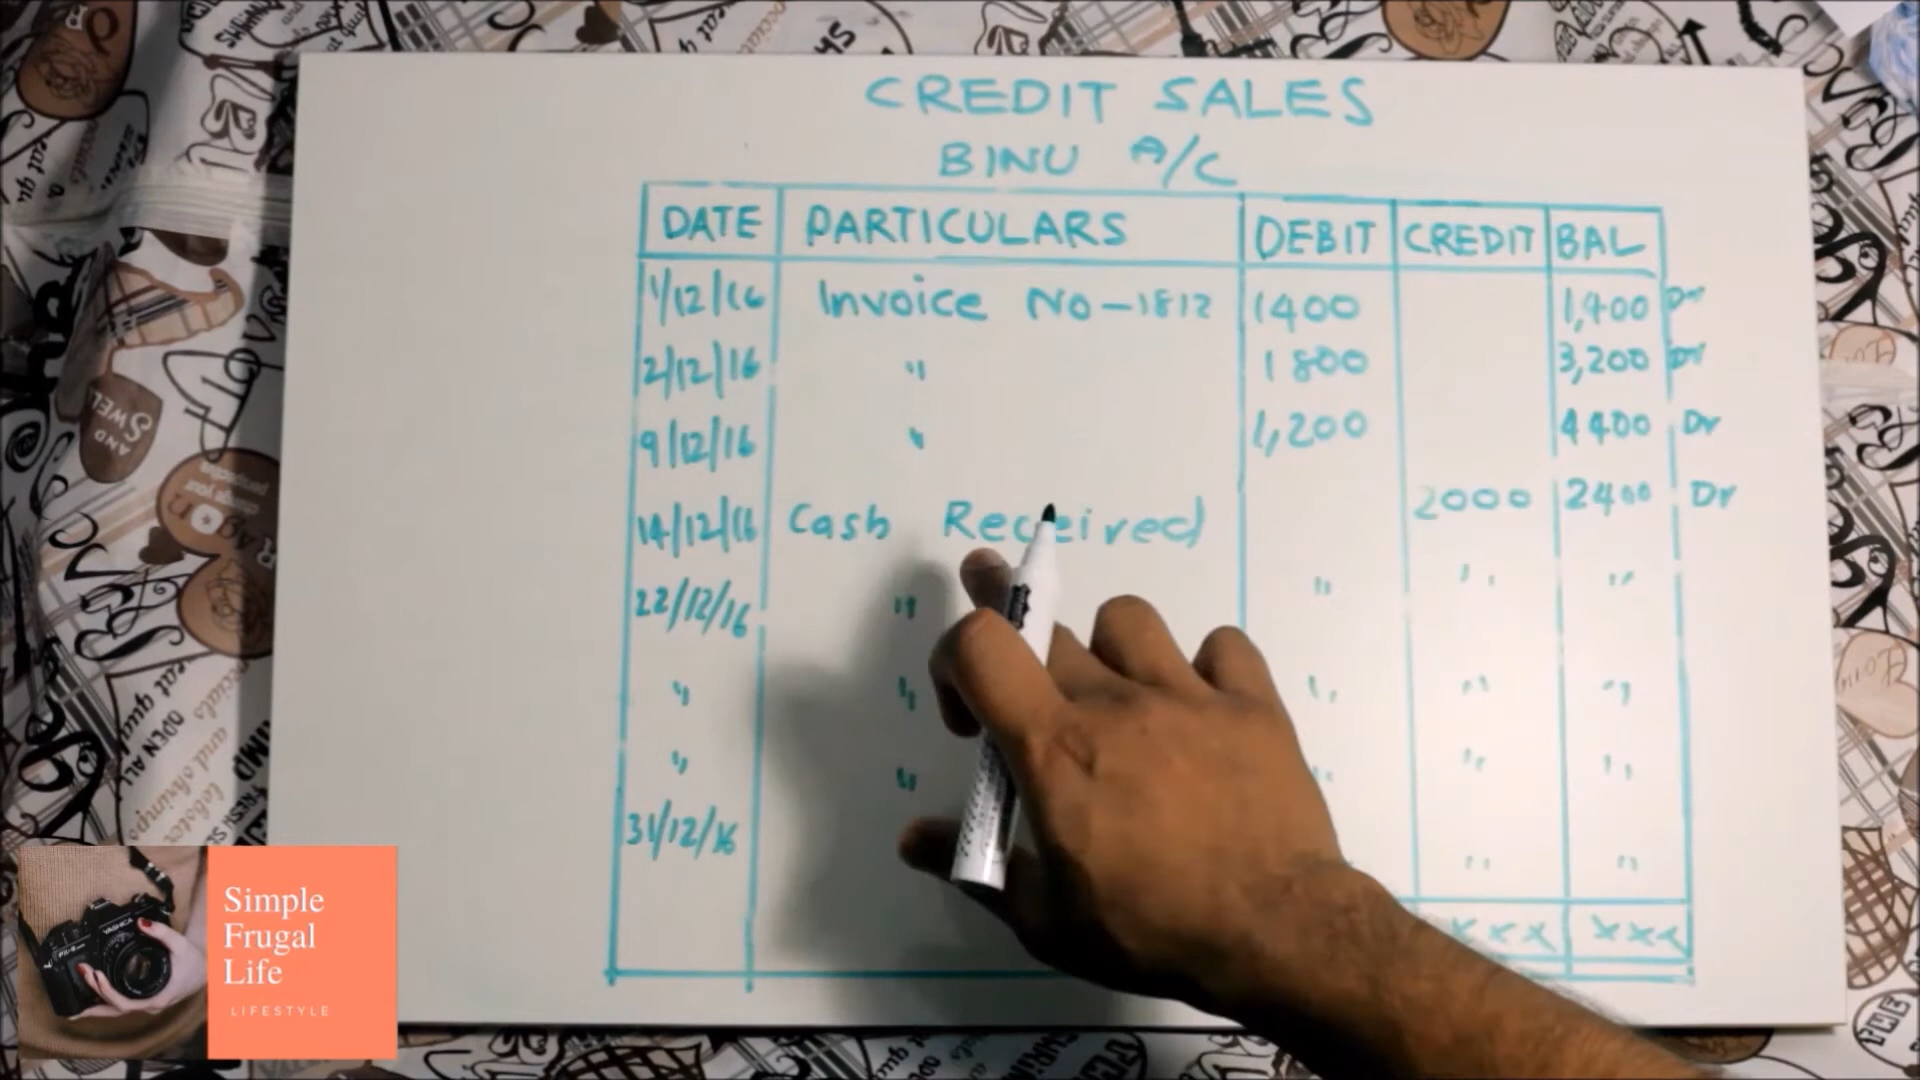 CREDIT SALES
BINU A/C
DATE PARTICULARS DEBIT CREDIT BAL
1/12/16 Invoice No-1812 1400 1,400 Dr
2/12/16 " 1800 3,200 Dr
9/12/16 " 1,200 4400 Dr
14/12/16 Cash Received 2000 2400 Dr
22/12/16 " " " "
" " " " "
" " " " "
31/12/16 " "
xxx xxx
Simple
Frugal
Life
LIFESTYLE